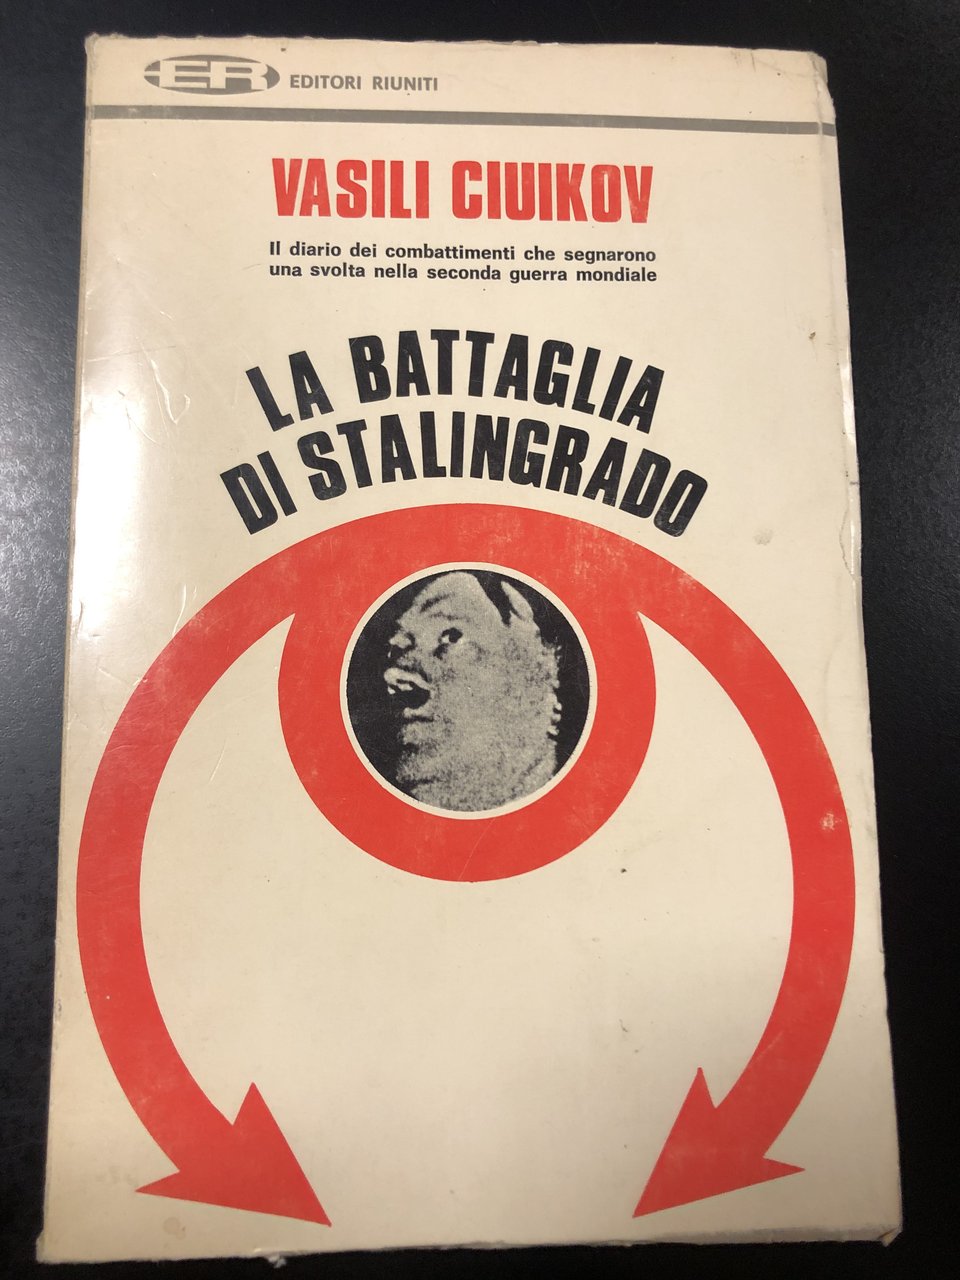 ER EDITORI RIUNITI
VASILI CIUIKOV
Il diario dei combattimenti che segnarono
una svolta nella seconda guerra mondiale
LA BATTAGLIA
DI STALINGRADO